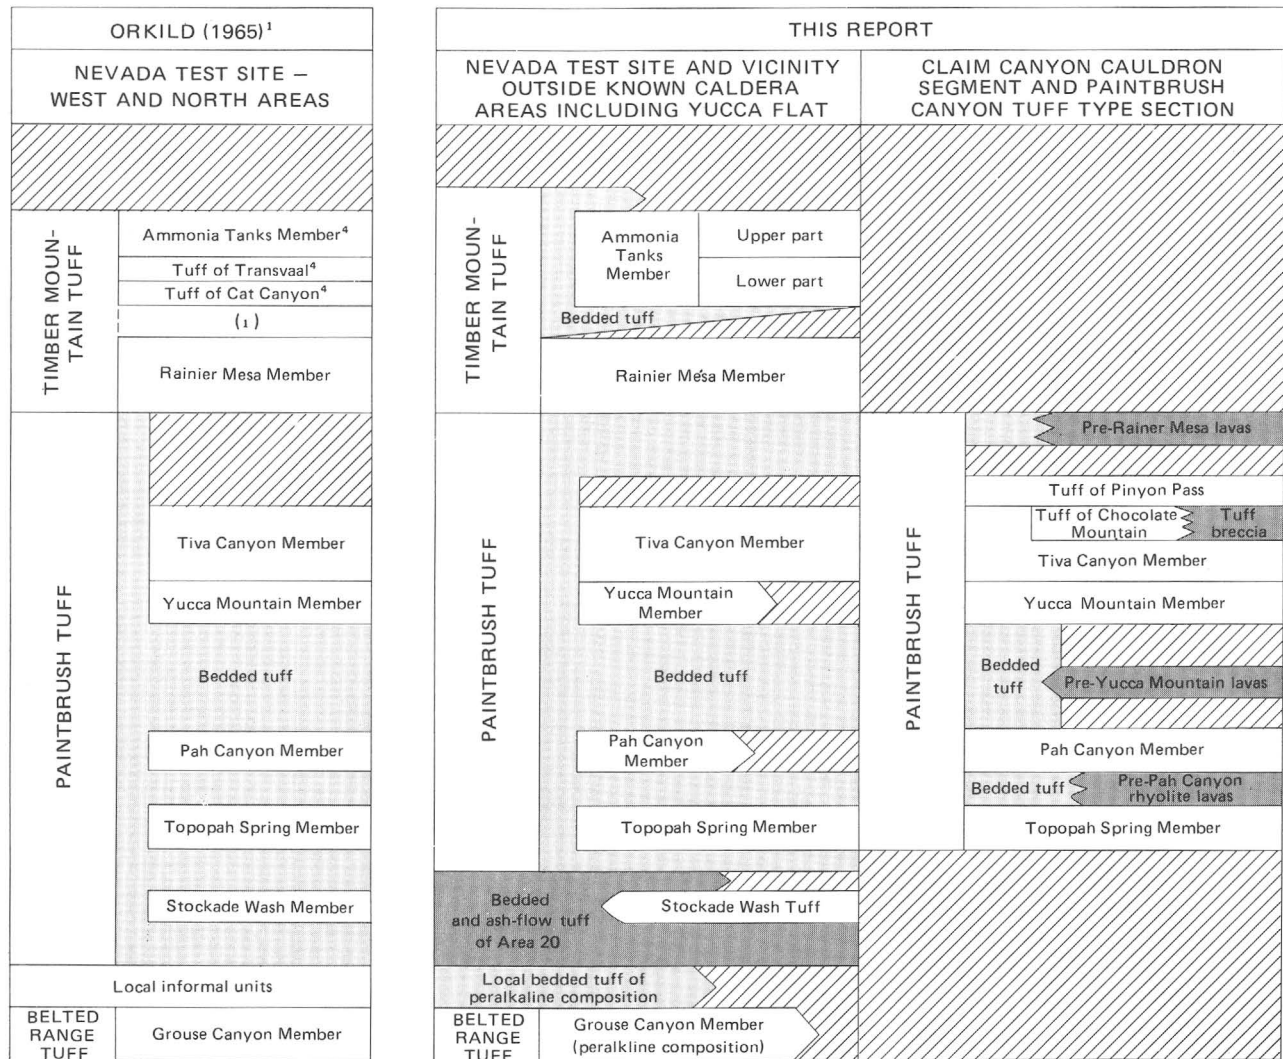 ORKILD (1965)¹
NEVADA TEST SITE —
WEST AND NORTH AREAS
TIMBER MOUN-
TAIN TUFF
Ammonia Tanks Member⁴
Tuff of Transvaal⁴
Tuff of Cat Canyon⁴
(1)
Rainier Mesa Member
PAINTBRUSH TUFF
Tiva Canyon Member
Yucca Mountain Member
Bedded tuff
Pah Canyon Member
Topopah Spring Member
Stockade Wash Member
Local informal units
BELTED
RANGE
TUFF
Grouse Canyon Member
THIS REPORT
NEVADA TEST SITE AND VICINITY
OUTSIDE KNOWN CALDERA
AREAS INCLUDING YUCCA FLAT
TIMBER MOUN-
TAIN TUFF
Ammonia
Tanks
Member
Upper part
Lower part
Bedded tuff
Rainier Mesa Member
PAINTBRUSH TUFF
Tiva Canyon Member
Yucca Mountain
Member
Bedded tuff
Pah Canyon
Member
Topopah Spring Member
Bedded
and ash-flow tuff
of Area 20
Stockade Wash Tuff
Local bedded tuff of
peralkaline composition
BELTED
RANGE
TUFF
Grouse Canyon Member
(peralkline composition)
CLAIM CANYON CAULDRON
SEGMENT AND PAINTBRUSH
CANYON TUFF TYPE SECTION
PAINTBRUSH TUFF
Pre-Rainer Mesa lavas
Tuff of Pinyon Pass
Tuff of Chocolate
Mountain
Tuff
breccia
Tiva Canyon Member
Yucca Mountain Member
Bedded
tuff
Pre-Yucca Mountain lavas
Pah Canyon Member
Bedded tuff
Pre-Pah Canyon
rhyolite lavas
Topopah Spring Member